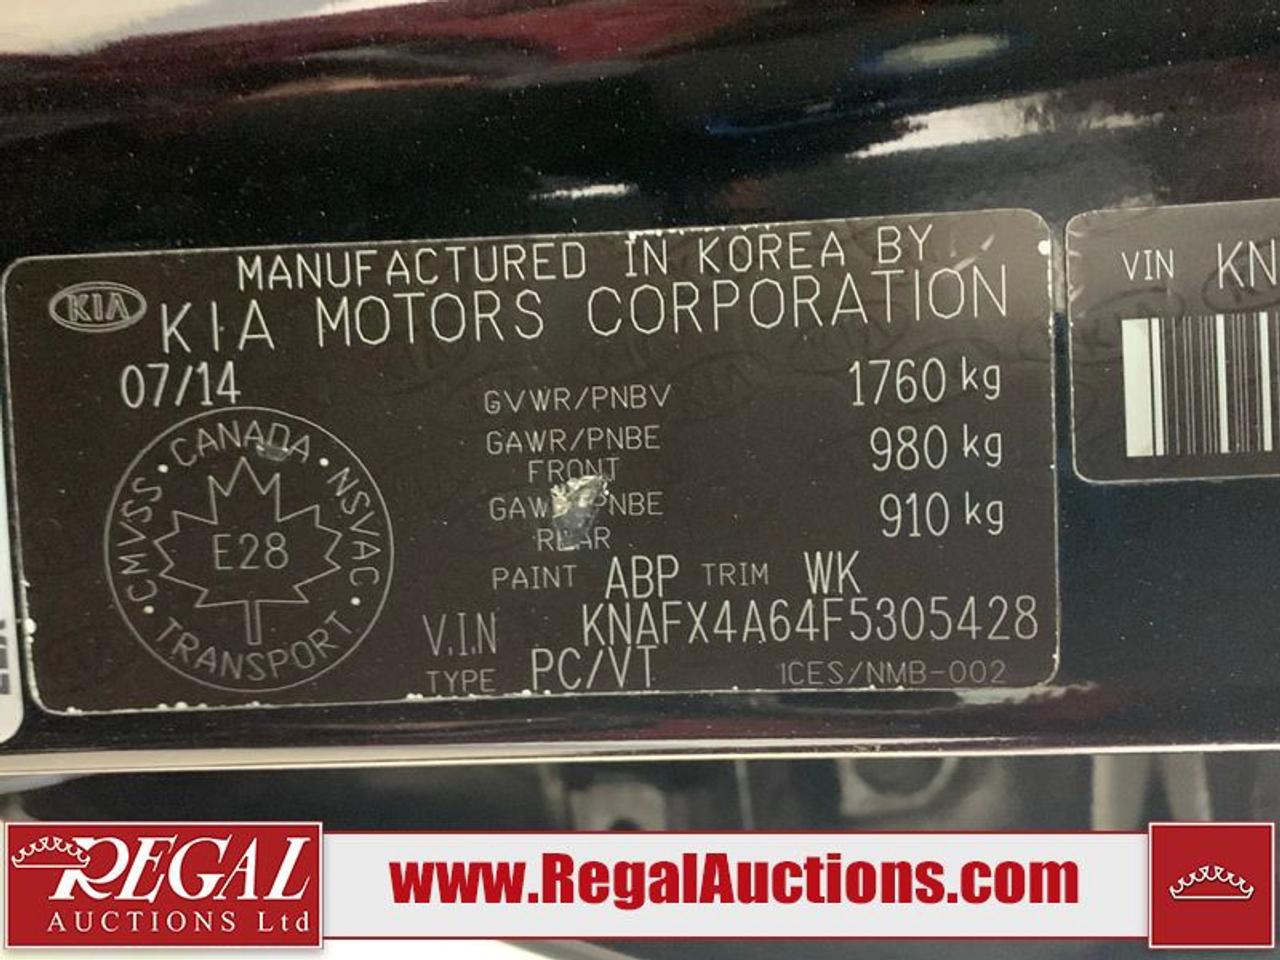 MANUFACTURED IN KOREA BY
KIA KIA MOTORS CORPORATION
07/14
GVWR/PNBV 1760 kg
GAWR/PNBE 980 kg
FRONT
PNBE 910 kg
PAINT ABP TRIM WK
V.I.N KNAFX4A64F5305428
TYPE PC/VT ICES/NMB-002
CANADA • NSVAC • TRANSPORT • CMVSS •
E28
VIN KN
REGAL
AUCTIONS Ltd
www.RegalAuctions.com